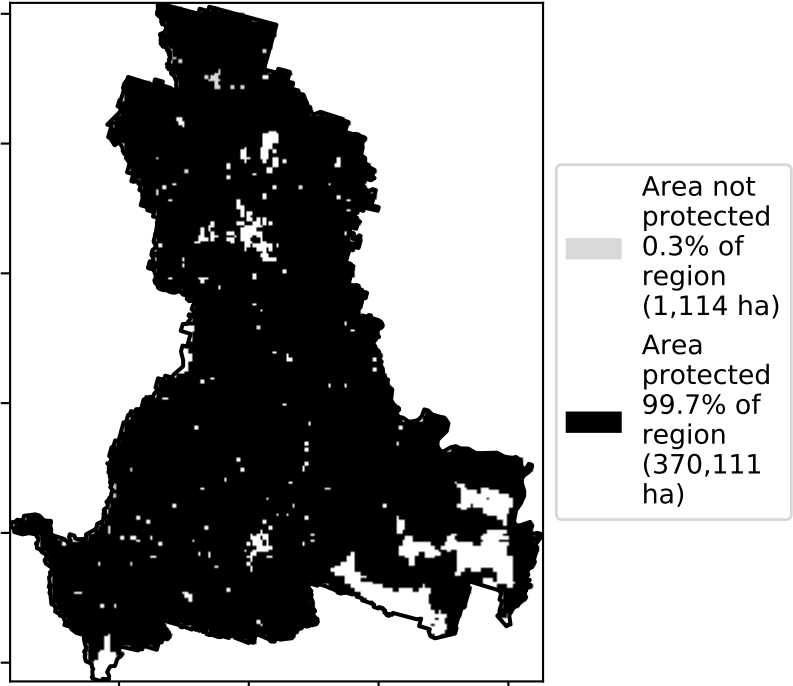 Area not
protected
0.3% of
region
(1,114 ha)
Area
protected
99.7% of
region
(370,111
ha)